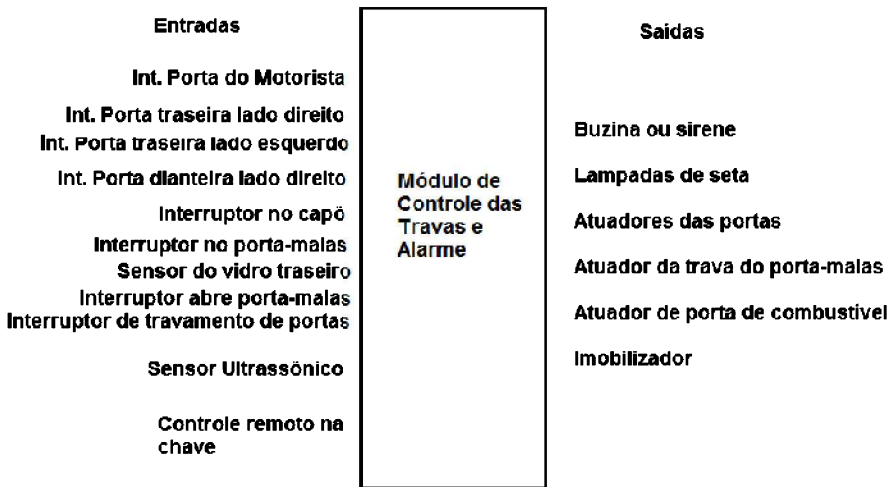 Entradas
Int. Porta do Motorista
Int. Porta traseira lado direito
Int. Porta traseira lado esquerdo
Int. Porta dianteira lado direito
Interruptor no capô
Interruptor no porta-malas
Sensor do vidro traseiro
Interruptor abre porta-malas
Interruptor de travamento de portas
Sensor Ultrassônico
Controle remoto na
chave
Módulo de
Controle das
Travas e
Alarme
Saídas
Buzina ou sirene
Lampadas de seta
Atuadores das portas
Atuador da trava do porta-malas
Atuador de porta de combustivel
Imobilizador